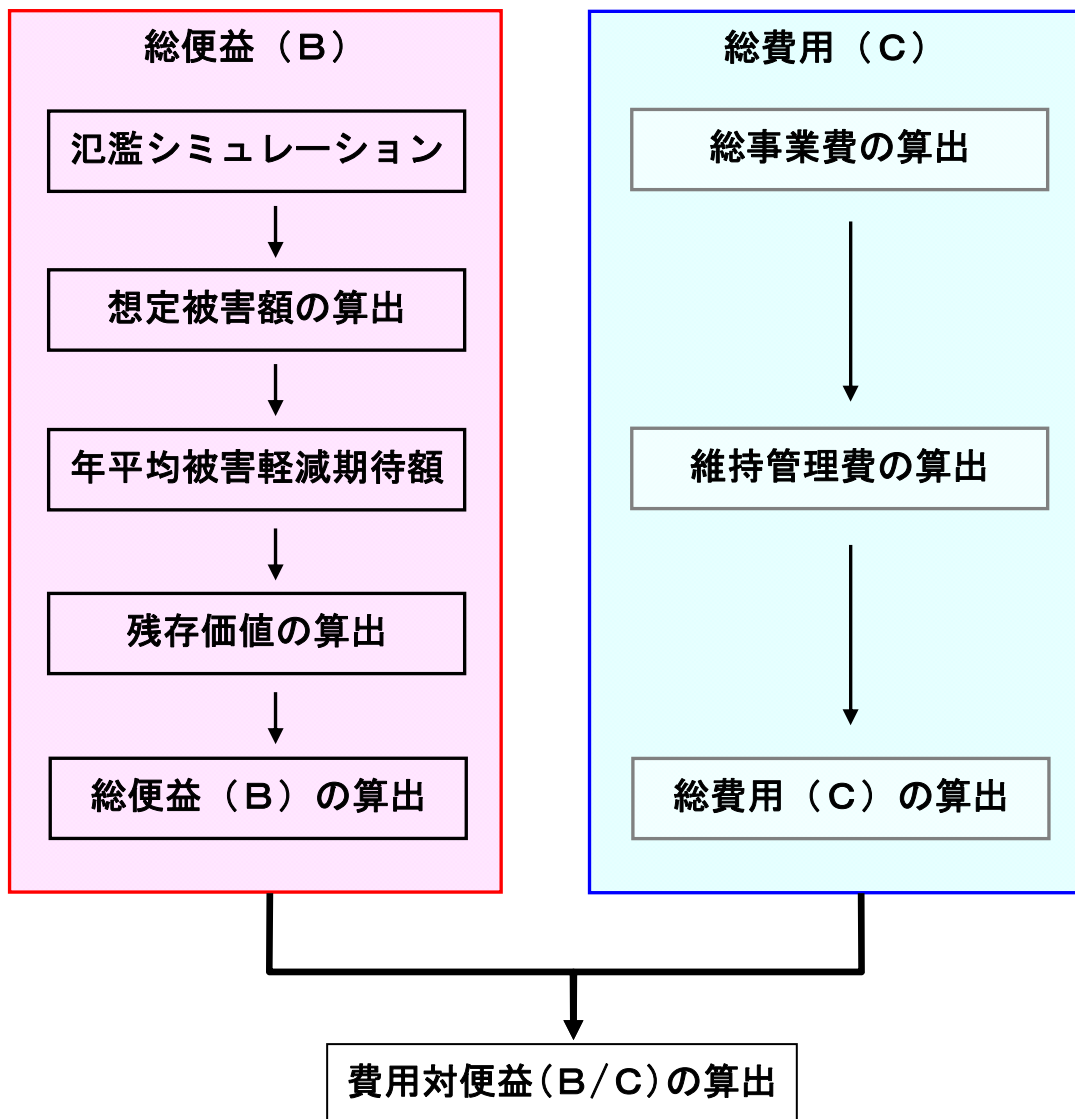 総便益（Ｂ）
氾濫シミュレーション
想定被害額の算出
年平均被害軽減期待額
残存価値の算出
総便益（Ｂ）の算出
総費用（Ｃ）
総事業費の算出
維持管理費の算出
総費用（Ｃ）の算出
費用対便益(Ｂ/Ｃ)の算出